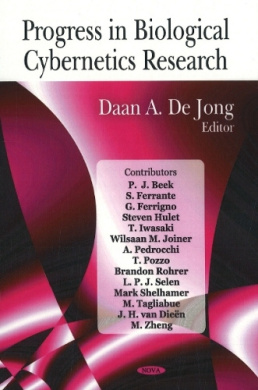 Progress in Biological
Cybernetics Research
Daan A. De Jong
Editor
Contributors
P. J. Beek
S. Ferrante
G. Ferrigno
Steven Hulet
T. Iwasaki
Wilsaan M. Joiner
A. Pedrocchi
T. Pozzo
Brandon Rohrer
L. P. J. Selen
Mark Shelhamer
M. Tagliabue
J. H. van Dieën
M. Zheng
NOVA